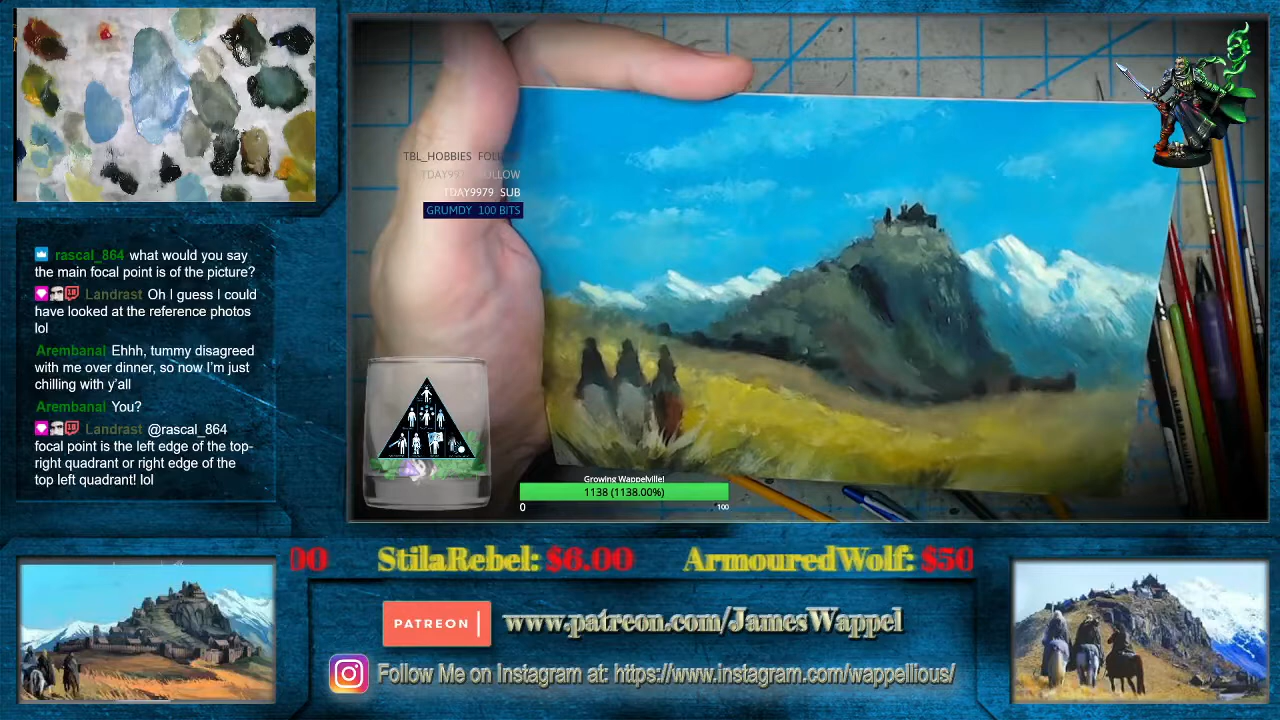 TBL_HOBBIES FOL
TDAY9979 SUB
GRUMDY 100 BITS
rascal_864 what would you say
the main focal point is of the picture?
Landrast Oh I guess I could
have looked at the reference photos
lol
Arembanal Ehhh, tummy disagreed
with me over dinner, so now I'm just
chilling with y'all
Arembanal You?
Landrast @rascal_864
focal point is the left edge of the top-
right quadrant or right edge of the
top left quadrant! lol
Growing Wappelville!
1138 (1138.00%)
0 100
00 StilaRebel: $6.00 ArmouredWolf: $50
PATREON www.patreon.com/JamesWappel
Follow Me on Instagram at: https://www.instagram.com/wappellious/